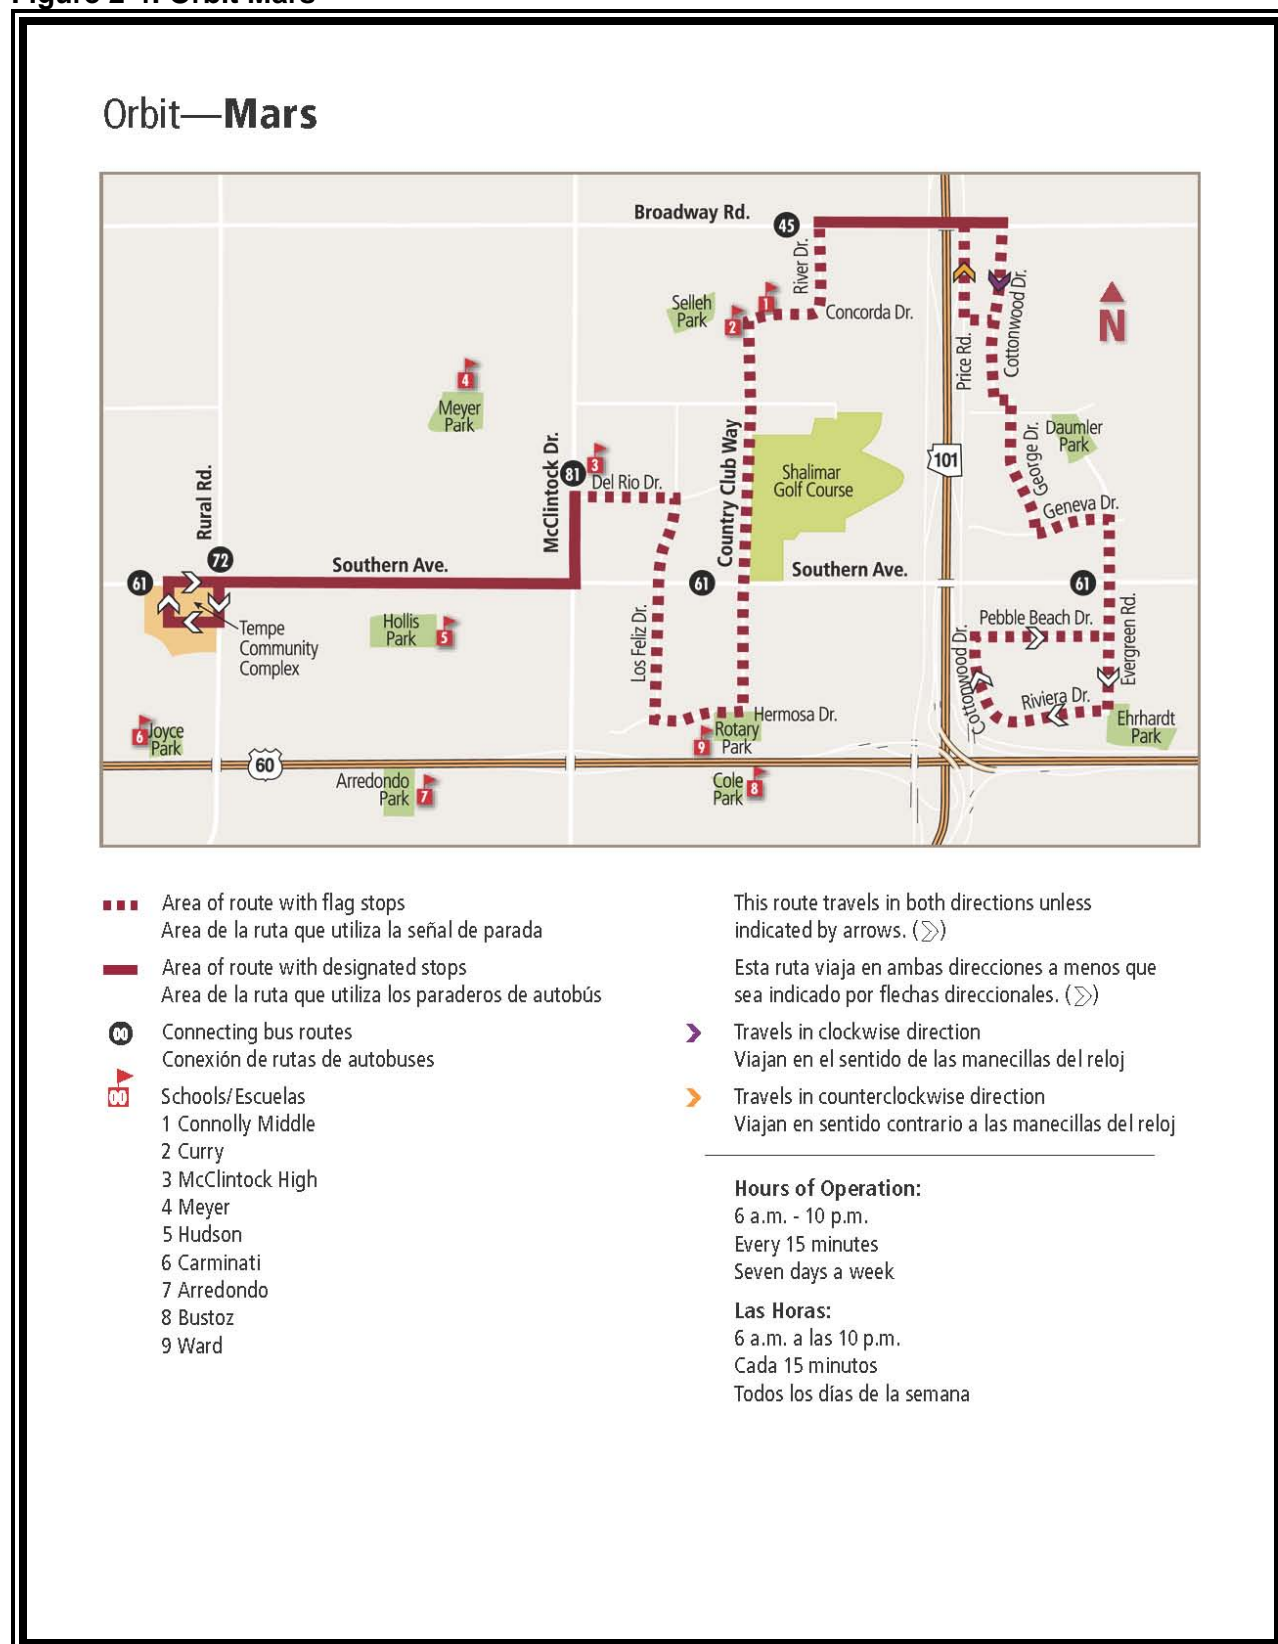 Figure 2-4: Orbit Mars
Orbit—Mars
Broadway Rd.
45
River Dr.
Cottonwood Dr.
Selleh
Park
1
2
Concorda Dr.
N
Price Rd.
4
Meyer
Park
McClintock Dr.
Country Club Way
George Dr.
Daumler
Park
101
81
3
Del Rio Dr.
Shalimar
Golf Course
Rural Rd.
Geneva Dr.
72
61
Southern Ave.
61
Southern Ave.
61
Tempe
Community
Complex
Hollis
Park
5
Los Feliz Dr.
Pebble Beach Dr.
Evergreen Rd.
Cottonwood Dr.
Riviera Dr.
Ehrhardt
Park
Hermosa Dr.
6
Joyce
Park
9
Rotary
Park
60
Arredondo
Park
7
Cole
Park
8
Area of route with flag stops
Area de la ruta que utiliza la señal de parada
Area of route with designated stops
Area de la ruta que utiliza los paraderos de autobús
00
Connecting bus routes
Conexión de rutas de autobuses
00
Schools/Escuelas
1 Connolly Middle
2 Curry
3 McClintock High
4 Meyer
5 Hudson
6 Carminati
7 Arredondo
8 Bustoz
9 Ward
This route travels in both directions unless
indicated by arrows. ( )
Esta ruta viaja en ambas direcciones a menos que
sea indicado por flechas direccionales. ( )
Travels in clockwise direction
Viajan en el sentido de las manecillas del reloj
Travels in counterclockwise direction
Viajan en sentido contrario a las manecillas del reloj
Hours of Operation:
6 a.m. - 10 p.m.
Every 15 minutes
Seven days a week
Las Horas:
6 a.m. a las 10 p.m.
Cada 15 minutos
Todos los días de la semana